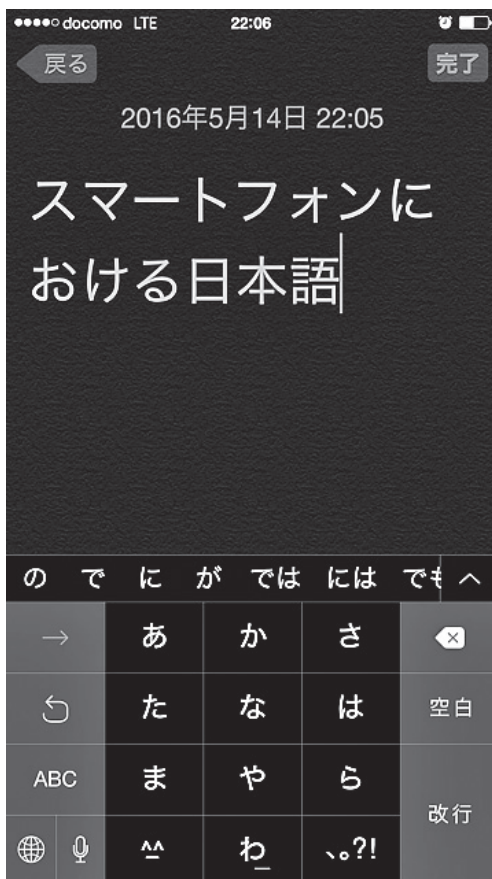 docomo LTE 22:06
戻る 完了
2016年5月14日 22:05
スマートフォンに
おける日本語
の で に が では には でも
→ あ か さ
た な は 空白
ABC ま や ら
改行
^^ わ 、。?!